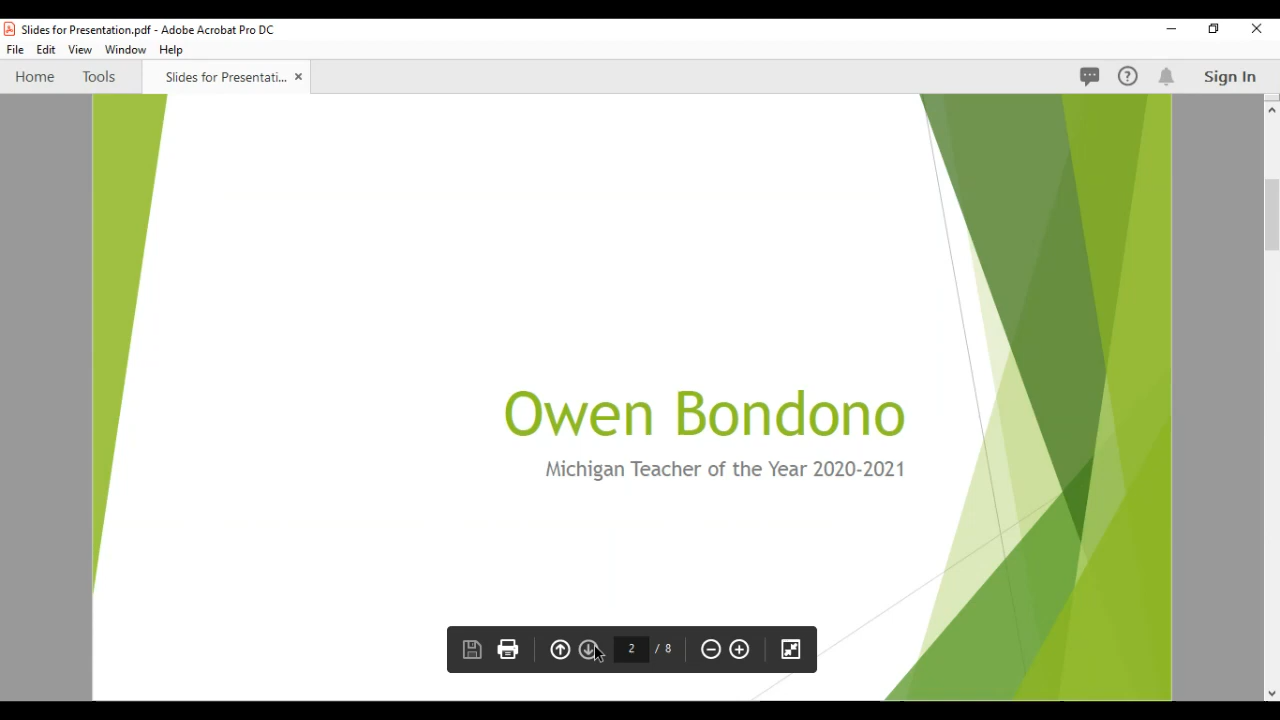 Slides for Presentation.pdf - Adobe Acrobat Pro DC
File Edit View Window Help
Home Tools Slides for Presentati... × Sign In
Owen Bondono
Michigan Teacher of the Year 2020-2021
2 / 8